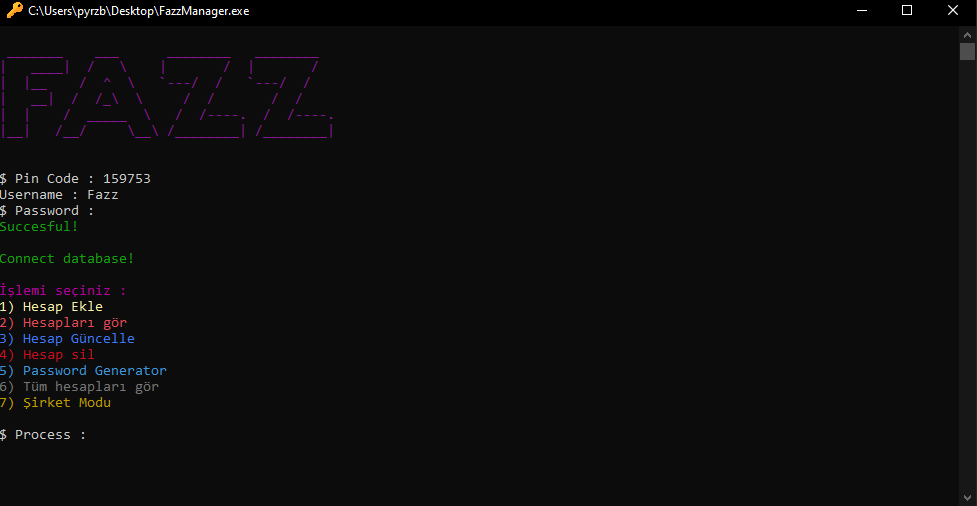 C:\Users\pyrzb\Desktop\FazzManager.exe
FAZZ
$ Pin Code : 159753
Username : Fazz
$ Password :
Succesful!
Connect database!
İşlemi seçiniz :
1) Hesap Ekle
2) Hesapları gör
3) Hesap Güncelle
4) Hesap sil
5) Password Generator
6) Tüm hesapları gör
7) Şirket Modu
$ Process :